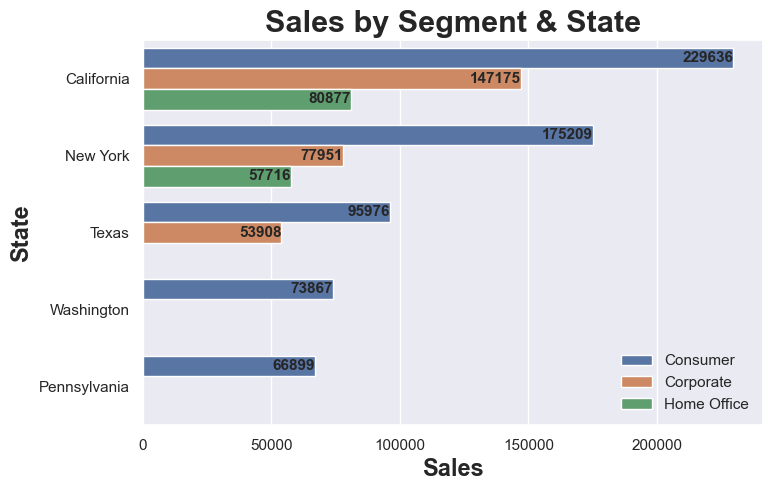 Sales by Segment & State
California
229636
147175
80877
New York
175209
77951
57716
Texas
95976
53908
Washington
73867
Pennsylvania
66899
State
Consumer
Corporate
Home Office
0 50000 100000 150000 200000
Sales